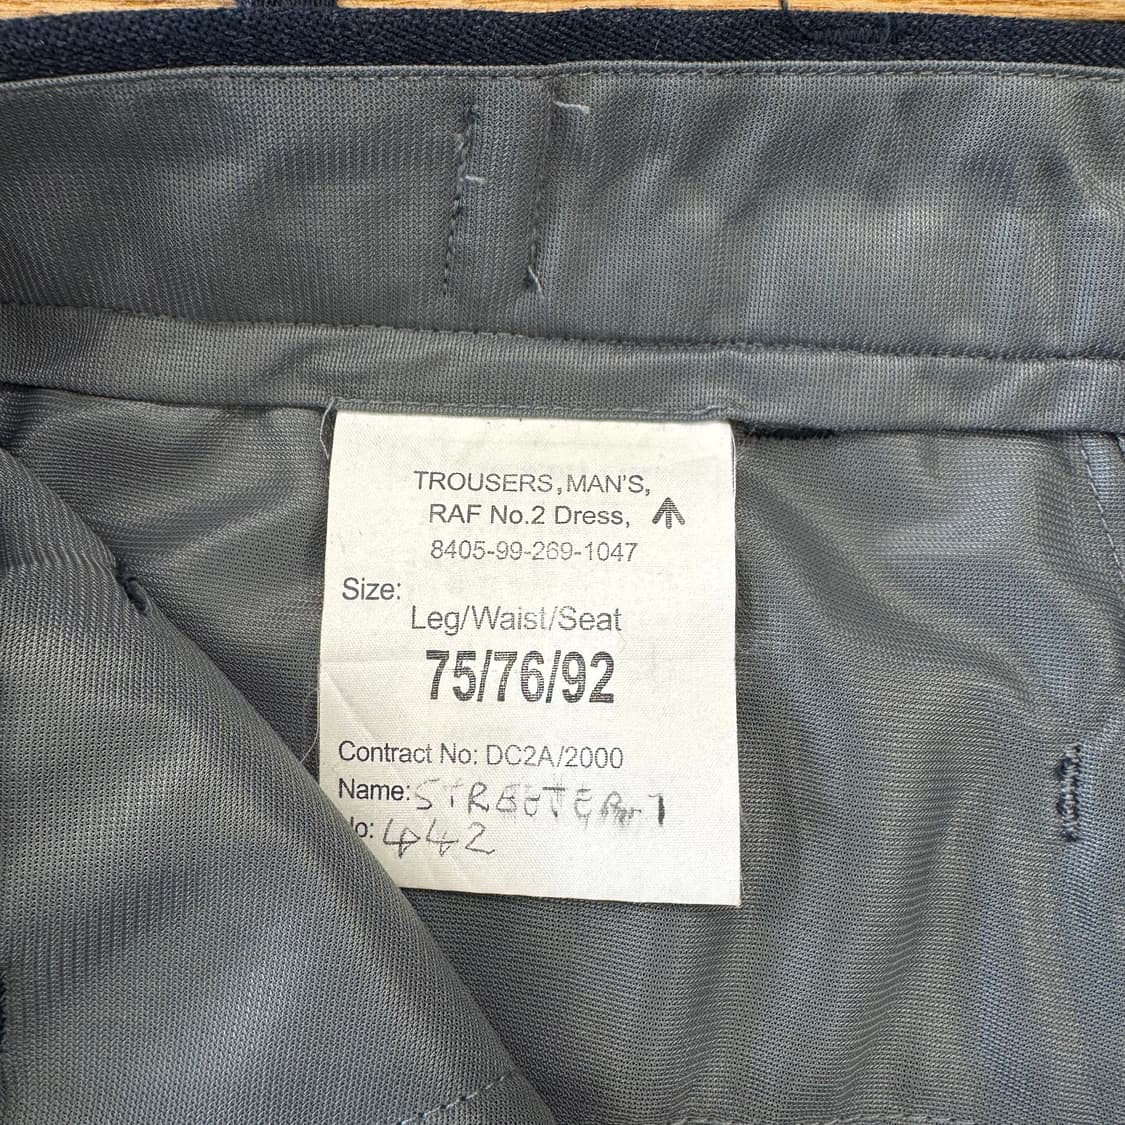 TROUSERS, MAN'S,
RAF No.2 Dress,
8405-99-269-1047
Size:
Leg/Waist/Seat
75/76/92
Contract No: DC2A/2000
Name:
No: 442